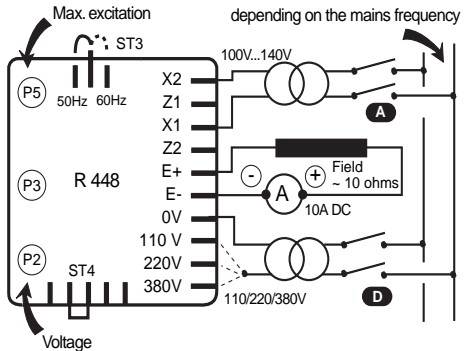 Max. excitation
depending on the mains frequency
ST3
100V...140V
P5
50Hz 60Hz
X2
Z1
X1
A
Z2
P3
R 448
E+
E-
- +
Field
~ 10 ohms
A
10A DC
0V
110 V
P2
ST4
220V
380V
110/220/380V
D
Voltage